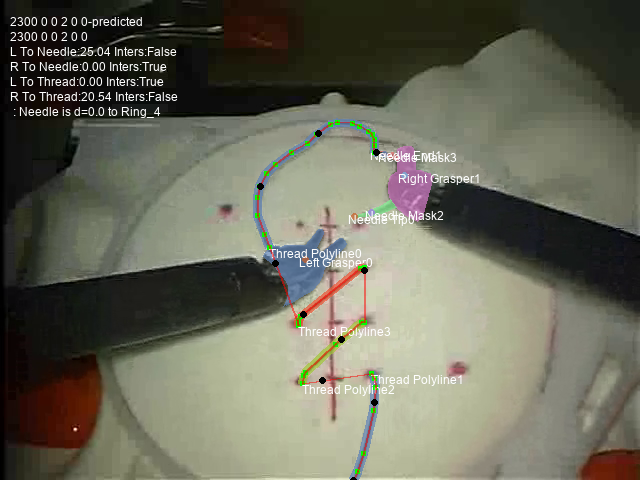 2300 0 0 2 0 0-predicted
2300 0 0 2 0 0
L To Needle:25.04 Inters:False
R To Needle:0.00 Inters:True
L To Thread:0.00 Inters:True
R To Thread:20.54 Inters:False
: Needle is d=0.0 to Ring_4
Needle End1
Needle Mask3
Right Grasper1
Needle Mask2
Needle Tip0
Thread Polyline0
Left Grasper0
Thread Polyline3
Thread Polyline1
Thread Polyline2